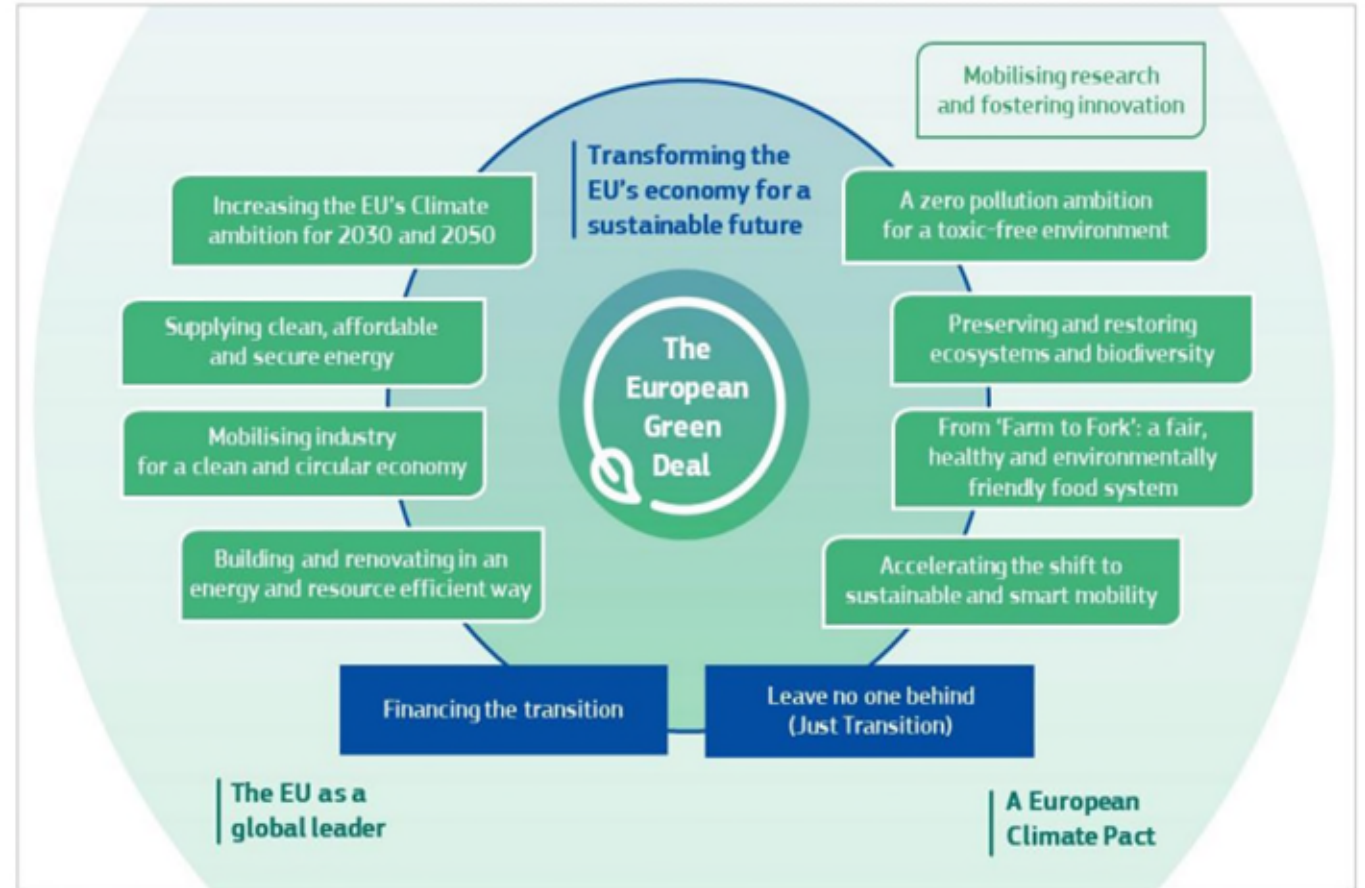 Mobilising research
and fostering innovation
Transforming the
EU's economy for a
sustainable future
Increasing the EU's Climate
ambition for 2030 and 2050
A zero pollution ambition
for a toxic-free environment
Supplying clean, affordable
and secure energy
Preserving and restoring
ecosystems and biodiversity
The
European
Green
Deal
Mobilising industry
for a clean and circular economy
From 'Farm to Fork': a fair,
healthy and environmentally
friendly food system
Building and renovating in an
energy and resource efficient way
Accelerating the shift to
sustainable and smart mobility
Financing the transition
Leave no one behind
(Just Transition)
The EU as a
global leader
A European
Climate Pact